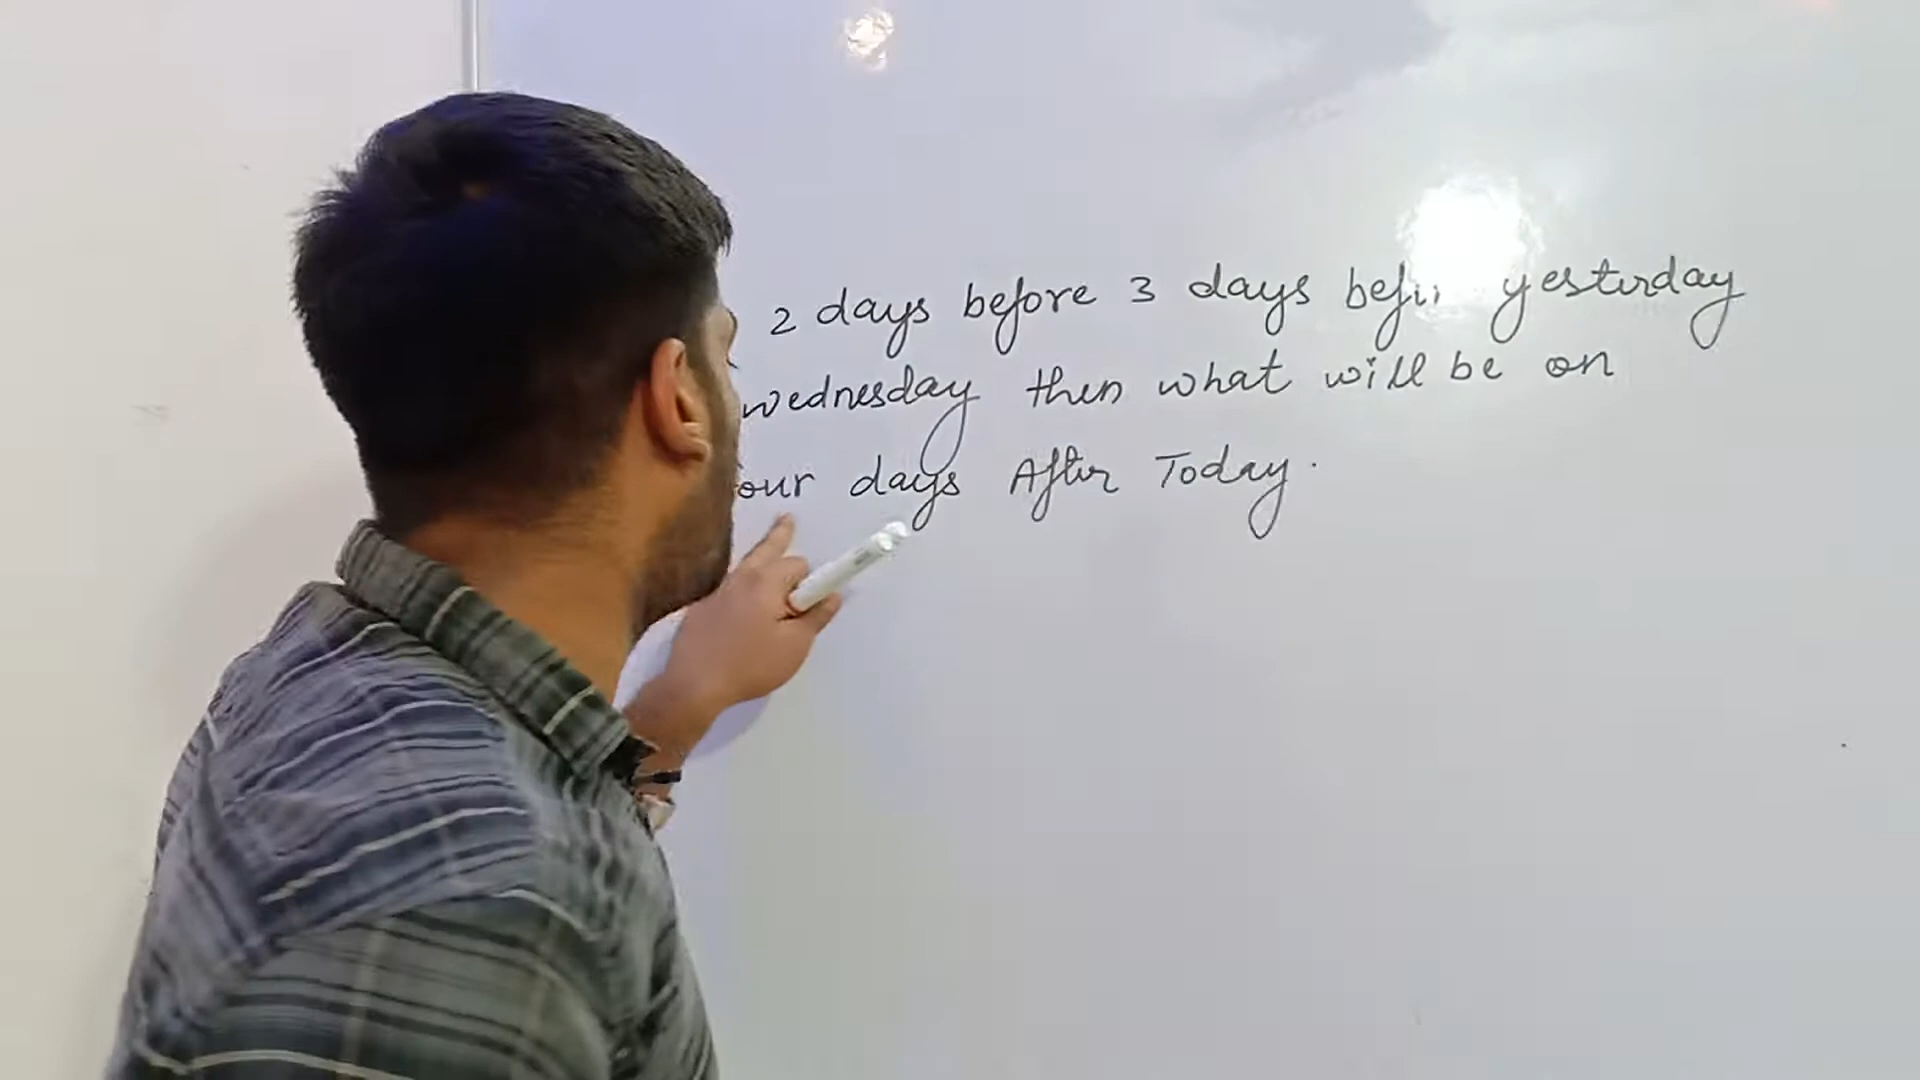 2 days before 3 days yesterday
wednesday then what will be on
our days After Today.